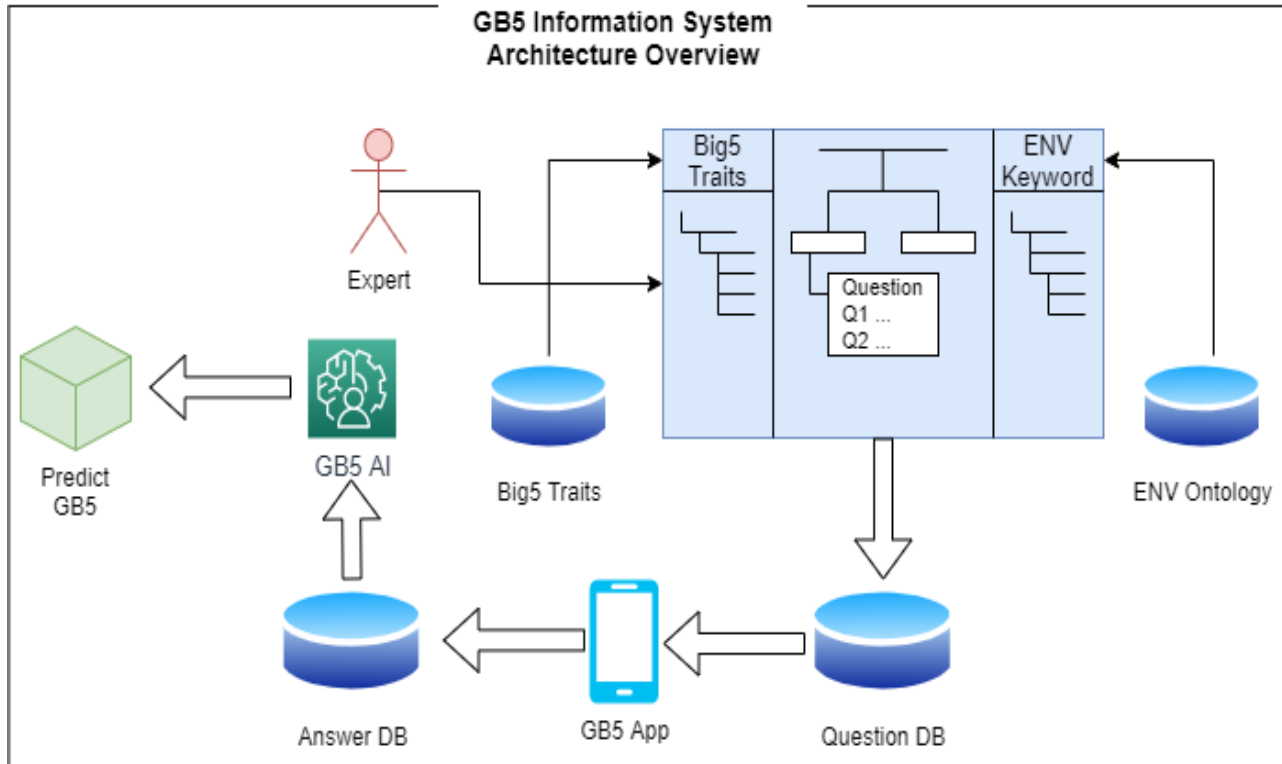 GB5 Information System
Architecture Overview
Big5
Traits
ENV
Keyword
Expert
Question
Q1 ...
Q2 ...
Predict
GB5
GB5 AI
Big5 Traits
ENV Ontology
Answer DB
GB5 App
Question DB